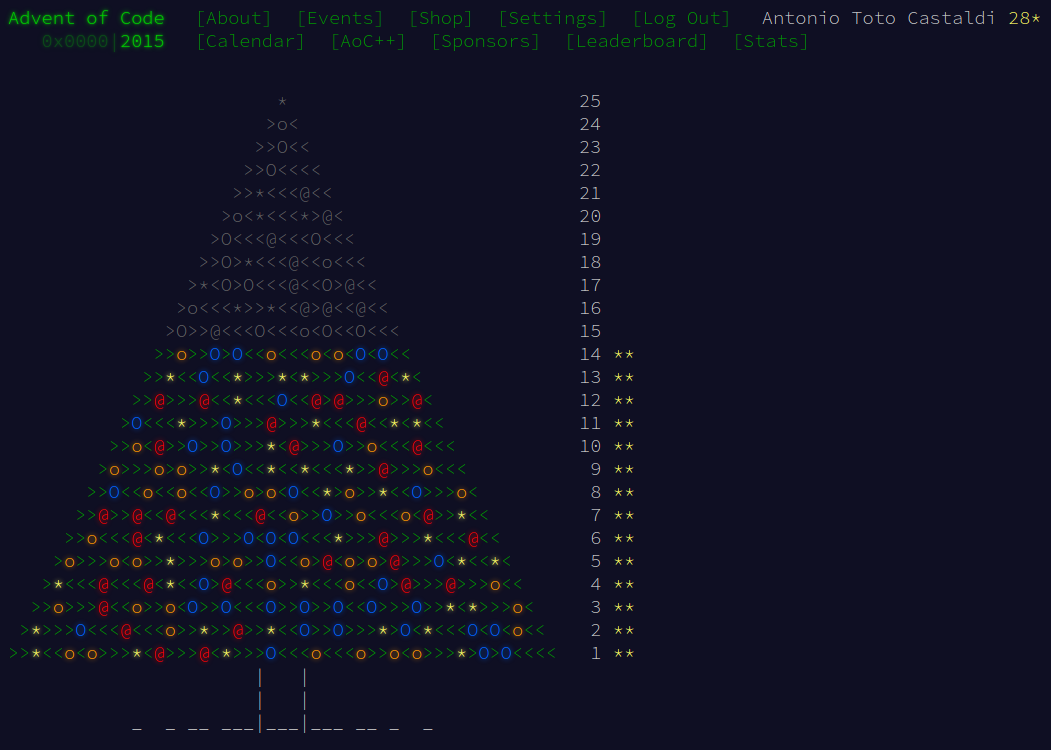 Advent of Code [About] [Events] [Shop] [Settings] [Log Out] Antonio Toto Castaldi 28*
0x0000|2015 [Calendar] [AoC++] [Sponsors] [Leaderboard] [Stats]
* 25
>o< 24
>>O<< 23
>>O<<<< 22
>>*<<<@<< 21
>o<*<<<*>@< 20
>O<<<@<<<O<<< 19
>>O>*<<<@<<o<<< 18
>*<O>O<<<@<<O>@<< 17
>o<<<*>>*<<@>@<<@<< 16
>O>>@<<<O<<<o<O<<O<<< 15
>>o>>O>O<<o<<<o<o<O<O<< 14 **
>>*<<O<<*>>>*<*>>>O<<@<*< 13 **
>>@>>>@<<*<<<O<<@>@>>>o>>@< 12 **
>O<<<*>>>O>>>@>>>*<<<@<<*<*<< 11 **
>>o<@>>O>>O>>>*<@>>>O>>o<<<@<<< 10 **
>o>>>o>o>>*<O<<*<<*<<<*>>@>>>o<<< 9 **
>>O<<o<<o<<O>>o>o<O<<*>o>>*<<O>>>o< 8 **
>>@>>@<<@<<<*<<<@<<o>>O>>o<<<o<@>>*<< 7 **
>>o<<<@<*<<<O>>>O<O<O<<<*>>>@>>>*<<<@<< 6 **
>o>>>o<o>>*>>>o>o>>O<<o>@<o<o>@>>>O<*<<*< 5 **
>*<<<@<<<@<*<<O>@<<<o>>*<<<o<<O>@>>>@>>>o<< 4 **
>>o>>>@<<o>>o<O>>O<<<O>>O<<O<<O>>>O>>*<*>>>o< 3 **
>*>>>O<<<@<<<o>>*>>@>>*<<O>>O>>>*>O<*<<<O<O<o<< 2 **
>>*<<o<o>>>*<@>>>@<*>>>O<<<o<<<o>>o<o>>>*>O>O<<<< 1 **
| |
| |
_ _ __ ___|___|___ __ _ _